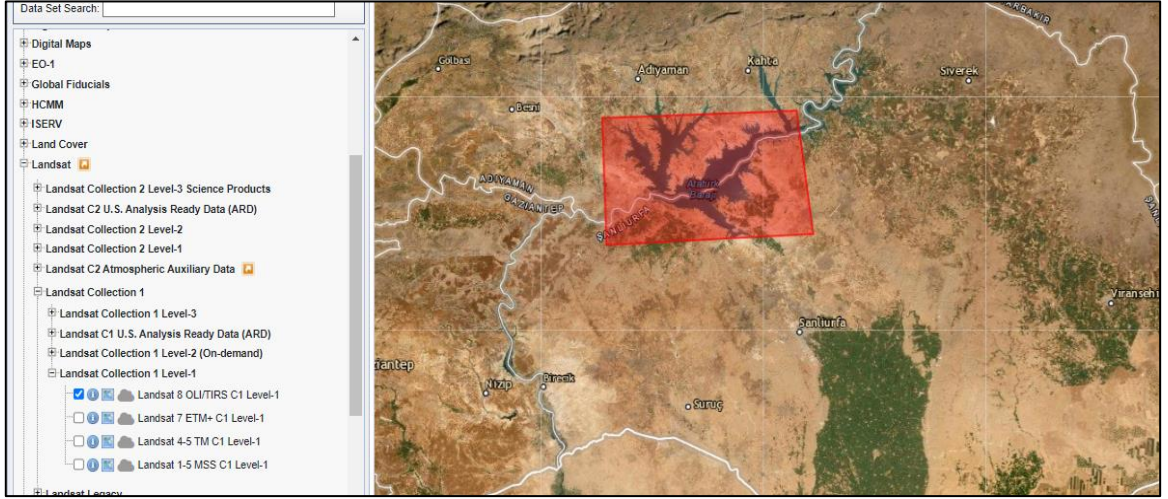 Data Set Search:
Digital Maps
EO-1
Global Fiducials
HCMM
ISERV
Land Cover
Landsat
Landsat Collection 2 Level-3 Science Products
Landsat C2 U.S. Analysis Ready Data (ARD)
Landsat Collection 2 Level-2
Landsat Collection 2 Level-1
Landsat C2 Atmospheric Auxiliary Data
Landsat Collection 1
Landsat Collection 1 Level-3
Landsat C1 U.S. Analysis Ready Data (ARD)
Landsat Collection 1 Level-2 (On-demand)
Landsat Collection 1 Level-1
Landsat 8 OLI/TIRS C1 Level-1
Landsat 7 ETM+ C1 Level-1
Landsat 4-5 TM C1 Level-1
Landsat 1-5 MSS C1 Level-1
Landsat Legacy
Gölbaşı
Adıyaman
Kahta
Siverek
Besni
Atatürk
Barajı
ADIYAMAN
GAZIANTEP
ŞANLIURFA
Viransehi
Sanliurfa
ziantep
Nizip
Birecik
Suruç